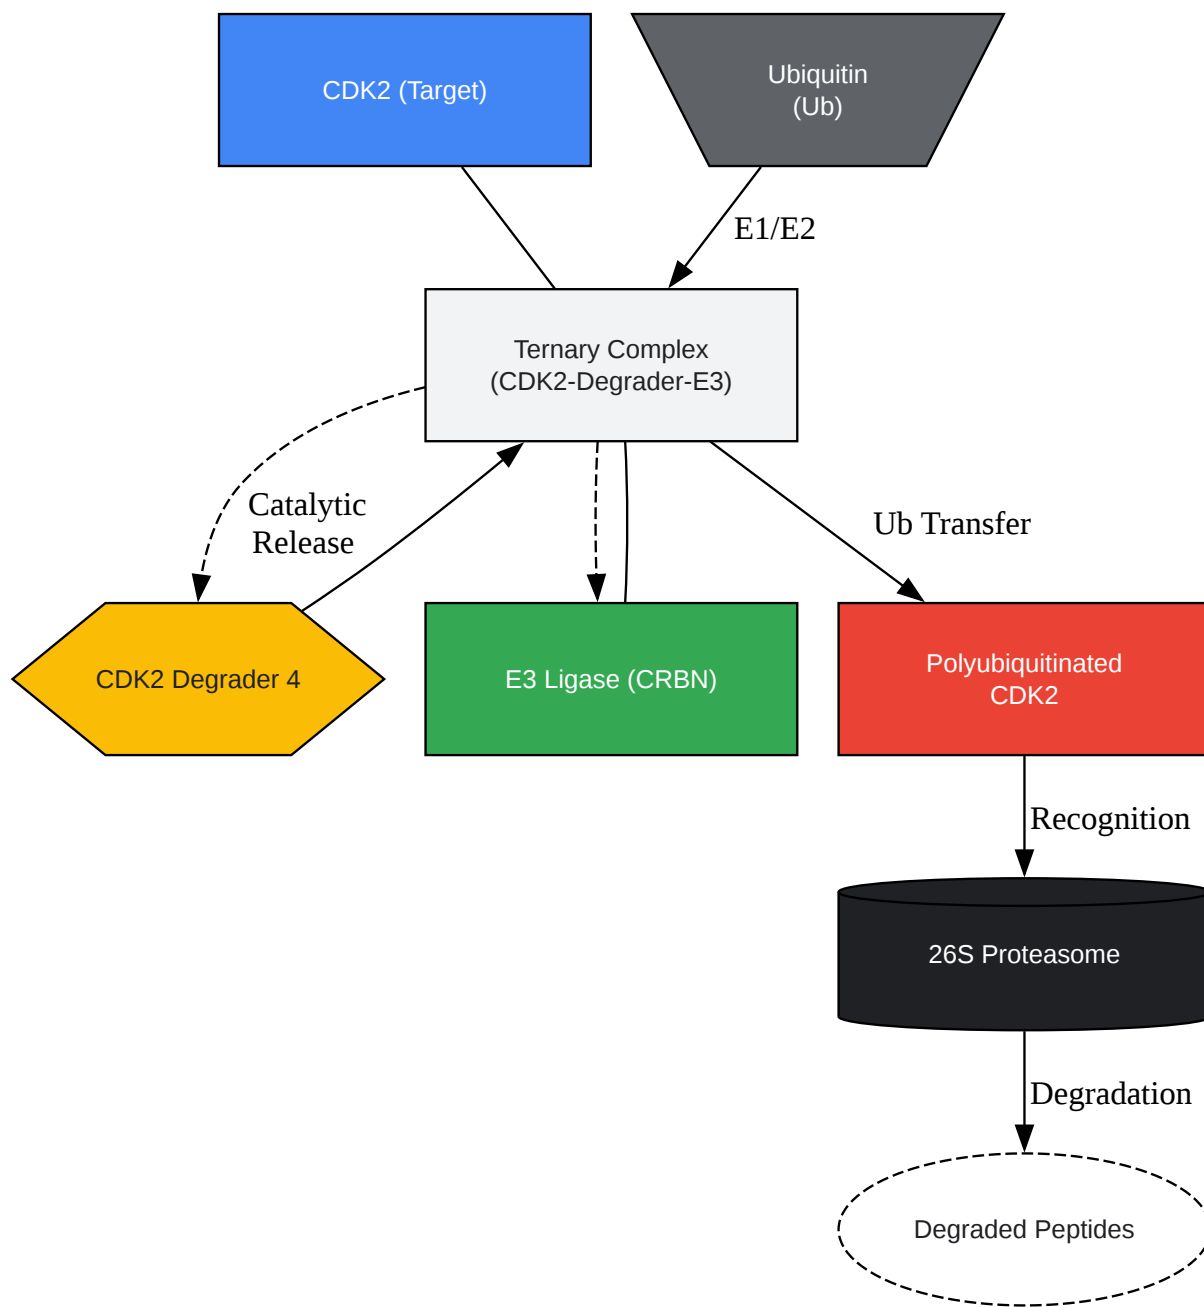 CDK2 (Target)
Ubiquitin
(Ub)
E1/E2
Ternary Complex
(CDK2-Degrader-E3)
Catalytic
Release
Ub Transfer
CDK2 Degrader 4
E3 Ligase (CRBN)
Polyubiquitinated
CDK2
Recognition
26S Proteasome
Degradation
Degraded Peptides